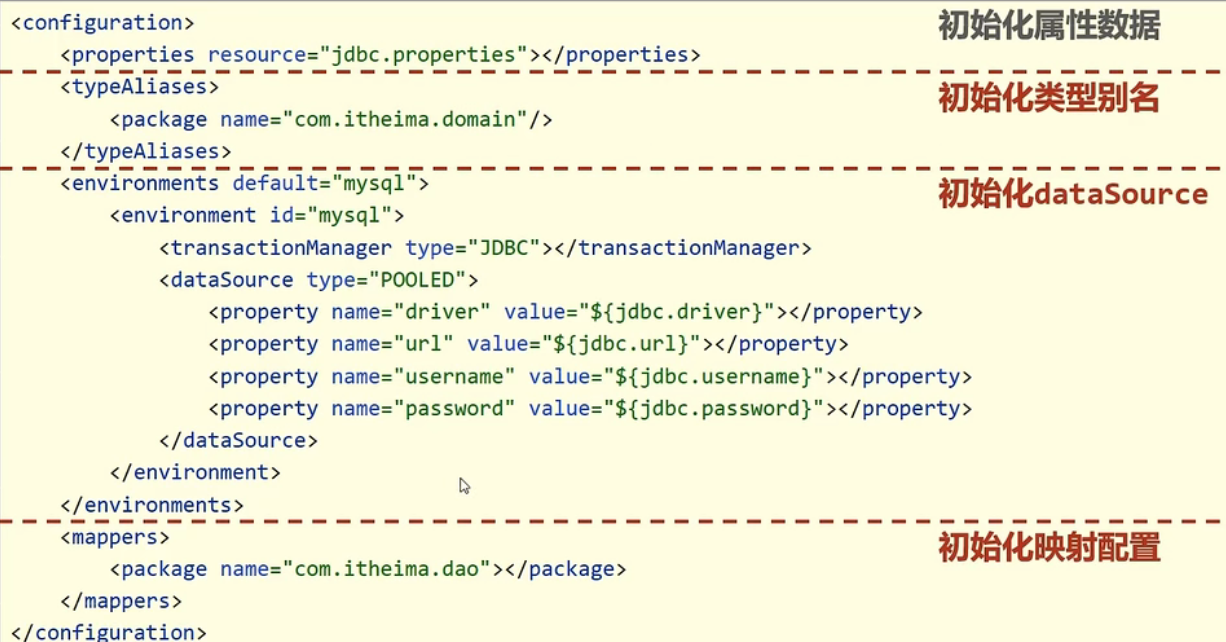 <configuration>
初始化属性数据
<properties resource="jdbc.properties"></properties>
<typeAliases>
初始化类型别名
<package name="com.itheima.domain"/>
</typeAliases>
<environments default="mysql">
初始化dataSource
<environment id="mysql">
<transactionManager type="JDBC"></transactionManager>
<dataSource type="POOLED">
<property name="driver" value="${jdbc.driver}"></property>
<property name="url" value="${jdbc.url}"></property>
<property name="username" value="${jdbc.username}"></property>
<property name="password" value="${jdbc.password}"></property>
</dataSource>
</environment>
</environments>
<mappers>
初始化映射配置
<package name="com.itheima.dao"></package>
</mappers>
</configuration>